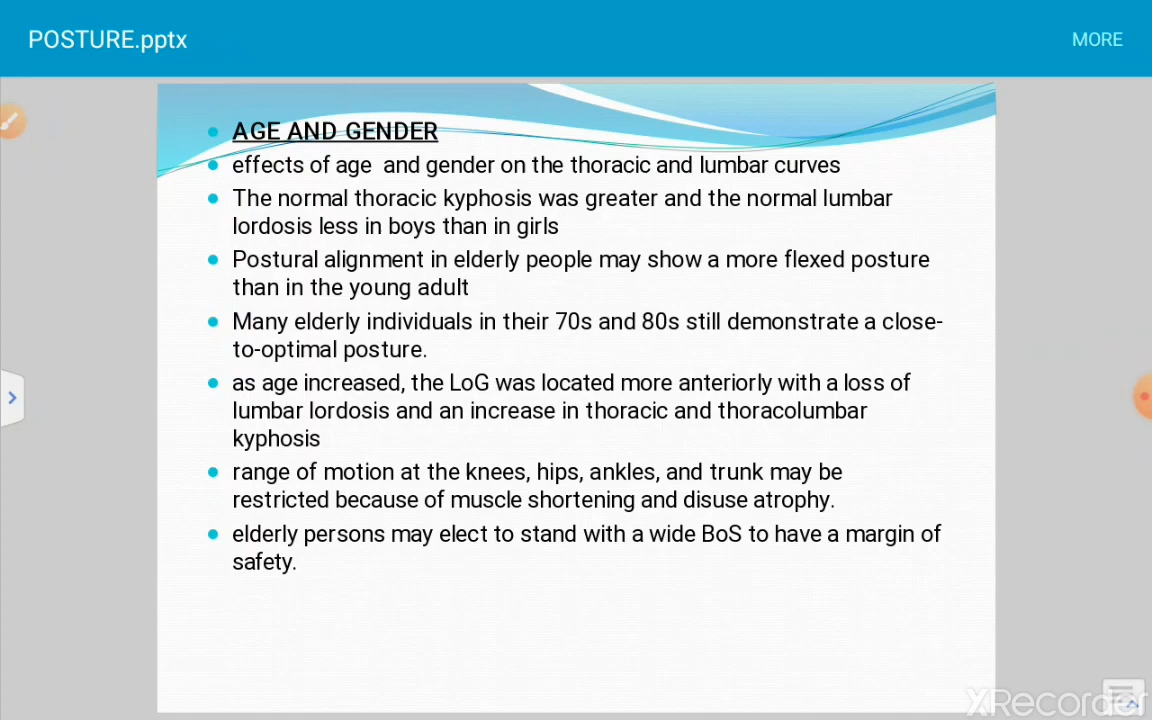 POSTURE.pptx
MORE
AGE AND GENDER
effects of age and gender on the thoracic and lumbar curves
The normal thoracic kyphosis was greater and the normal lumbar
lordosis less in boys than in girls
Postural alignment in elderly people may show a more flexed posture
than in the young adult
Many elderly individuals in their 70s and 80s still demonstrate a close-
to-optimal posture.
as age increased, the LoG was located more anteriorly with a loss of
lumbar lordosis and an increase in thoracic and thoracolumbar
kyphosis
range of motion at the knees, hips, ankles, and trunk may be
restricted because of muscle shortening and disuse atrophy.
elderly persons may elect to stand with a wide BoS to have a margin of
safety.
XRecorder